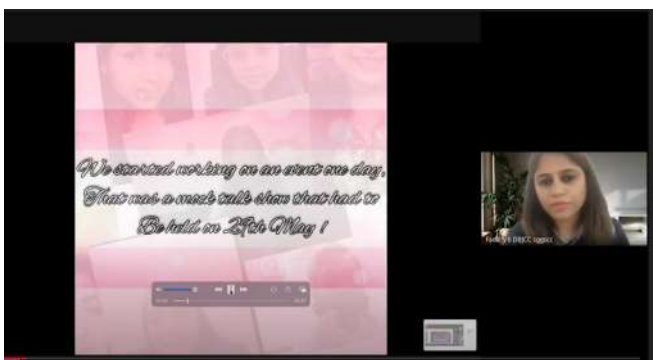 We started working on an event one day,
That was a mock talk show that had to
Be held on 29th May !